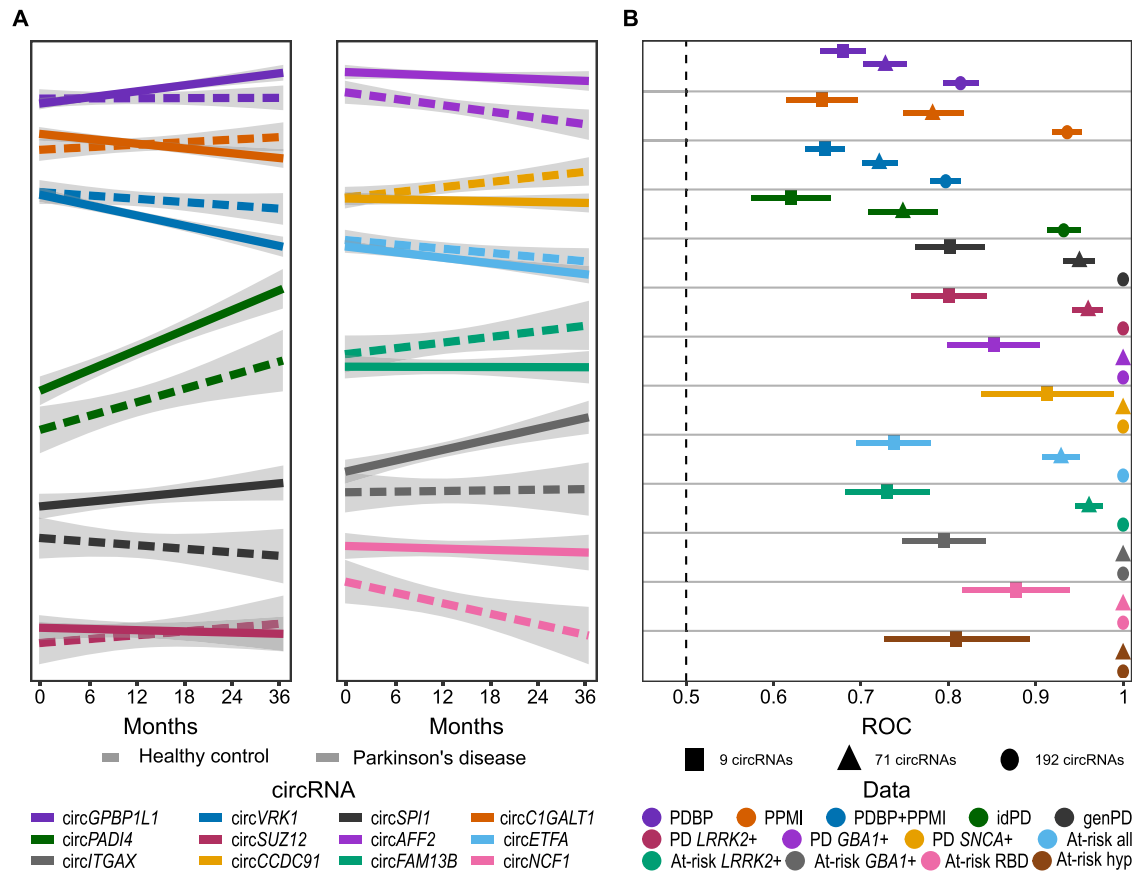 A
B
0 6 12 18 24 36
0 6 12 18 24 36
0.5 0.6 0.7 0.8 0.9 1
Months
Months
ROC
Healthy control
Parkinson's disease
9 circRNAs
71 circRNAs
192 circRNAs
circRNA
circGPBP1L1
circVRK1
circSPI1
circC1GALT1
circPADI4
circSUZ12
circAFF2
circETFA
circITGAX
circCCDC91
circFAM13B
circNCF1
Data
PDBP
PPMI
PDBP+PPMI
idPD
genPD
PD LRRK2+
PD GBA1+
PD SNCA+
At-risk all
At-risk LRRK2+
At-risk GBA1+
At-risk RBD
At-risk hyp